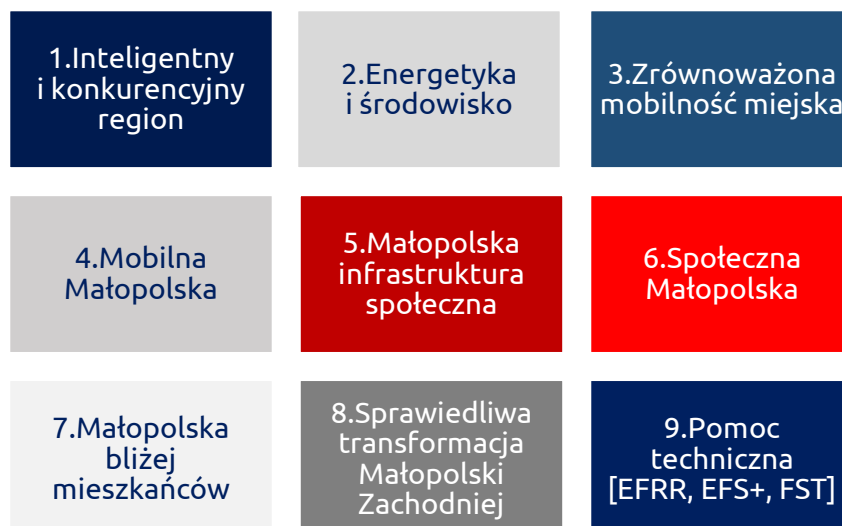 1.Inteligentny
i konkurencyjny
region
2.Energetyka
i środowisko
3.Zrównoważona
mobilność miejska
4.Mobilna
Małopolska
5.Małopolska
infrastruktura
społeczna
6.Społeczna
Małopolska
7.Małopolska
bliżej
mieszkańców
8.Sprawiedliwa
transformacja
Małopolski
Zachodniej
9.Pomoc
techniczna
[EFRR, EFS+, FST]